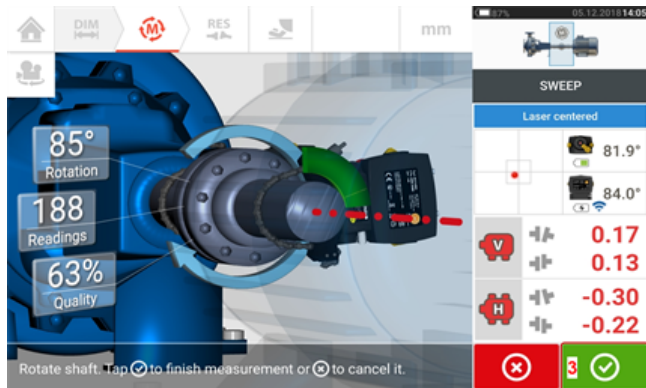 DIM
M
RES
mm
87%
05.12.2018 14:05
SWEEP
Laser centered
85°
Rotation
188
Readings
63%
Quality
81.9°
84.0°
V
0.17
0.13
H
-0.30
-0.22
Rotate shaft. Tap to finish measurement or to cancel it.
3